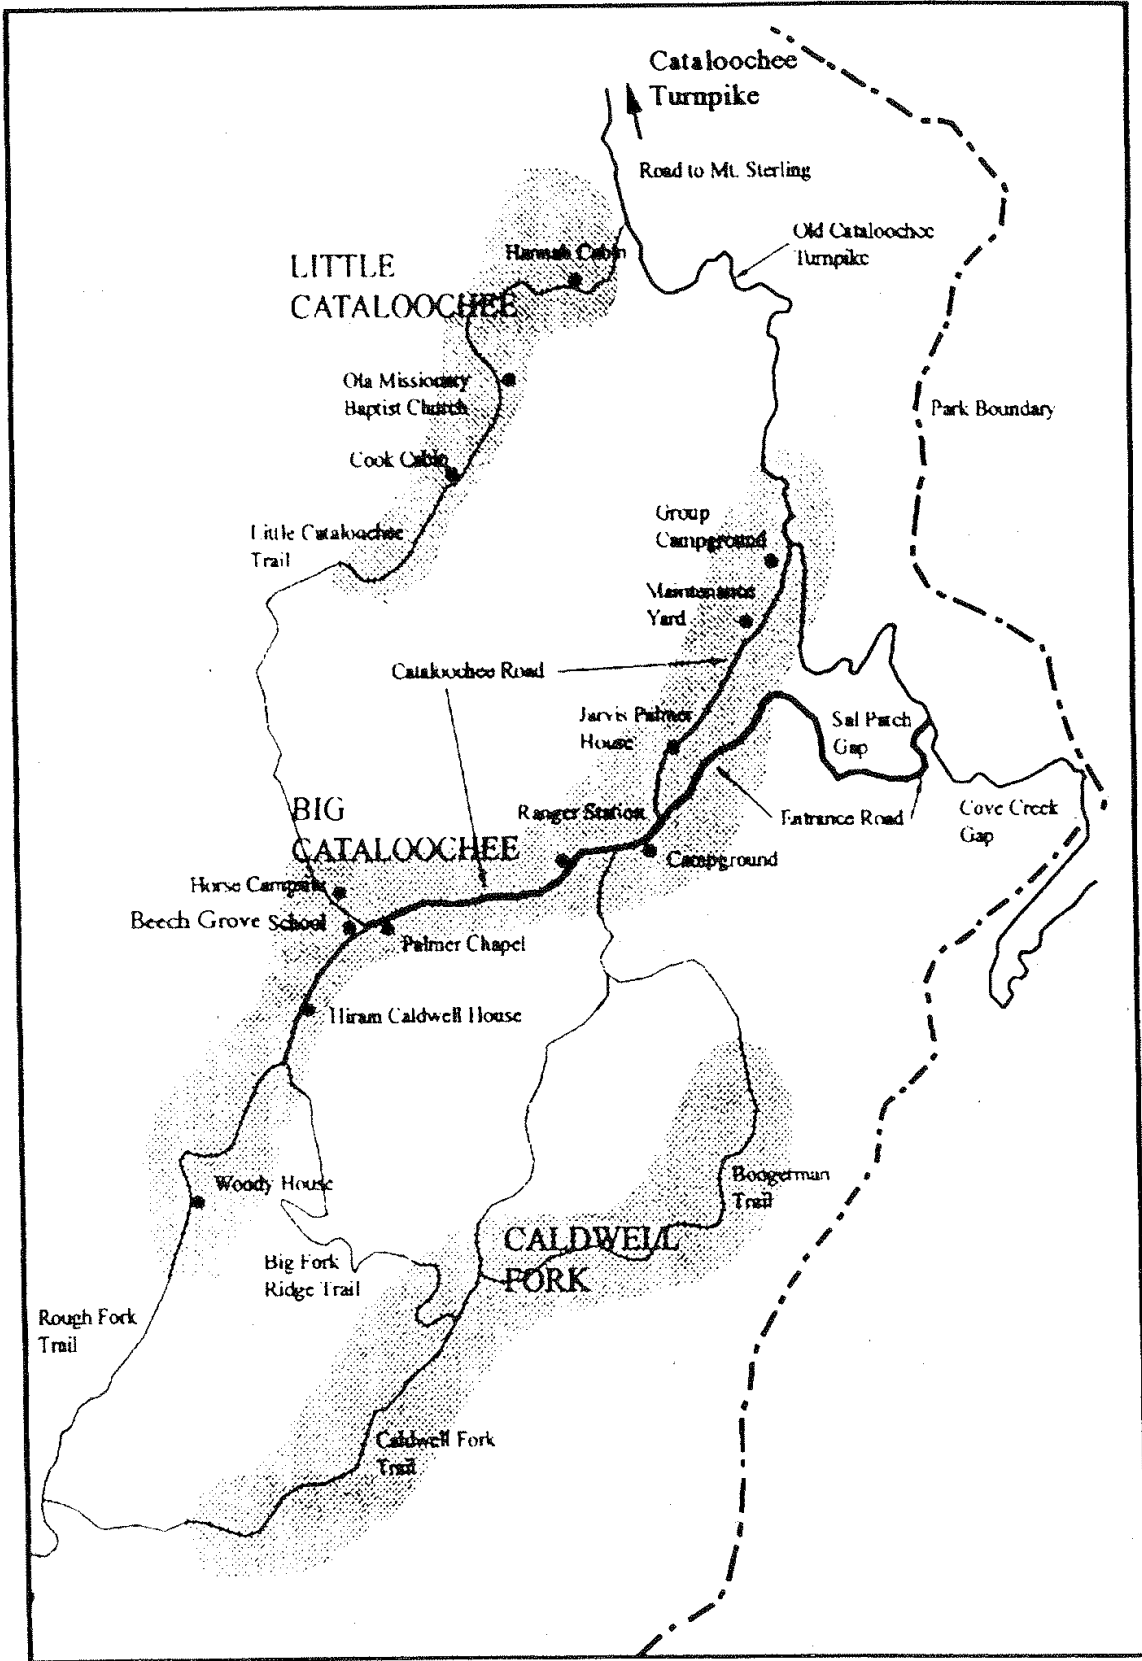 Cataloochee
Turnpike
Road to Mt. Sterling
Old Cataloochee
Turnpike
Hannah Cabin
LITTLE
CATALOOCHEE
Ola Missionary
Baptist Church
Park Boundary
Cook Cabin
Group
Campground
Little Cataloochee
Trail
Maintenance
Yard
Cataloochee Road
Jarvis Palmer
House
Sal Patch
Gap
BIG
CATALOOCHEE
Ranger Station
Entrance Road
Cove Creek
Gap
Campground
Horse Campsite
Beech Grove School
Palmer Chapel
Hiram Caldwell House
Woody House
Boogerman
Trail
CALDWELL
FORK
Big Fork
Ridge Trail
Rough Fork
Trail
Caldwell Fork
Trail